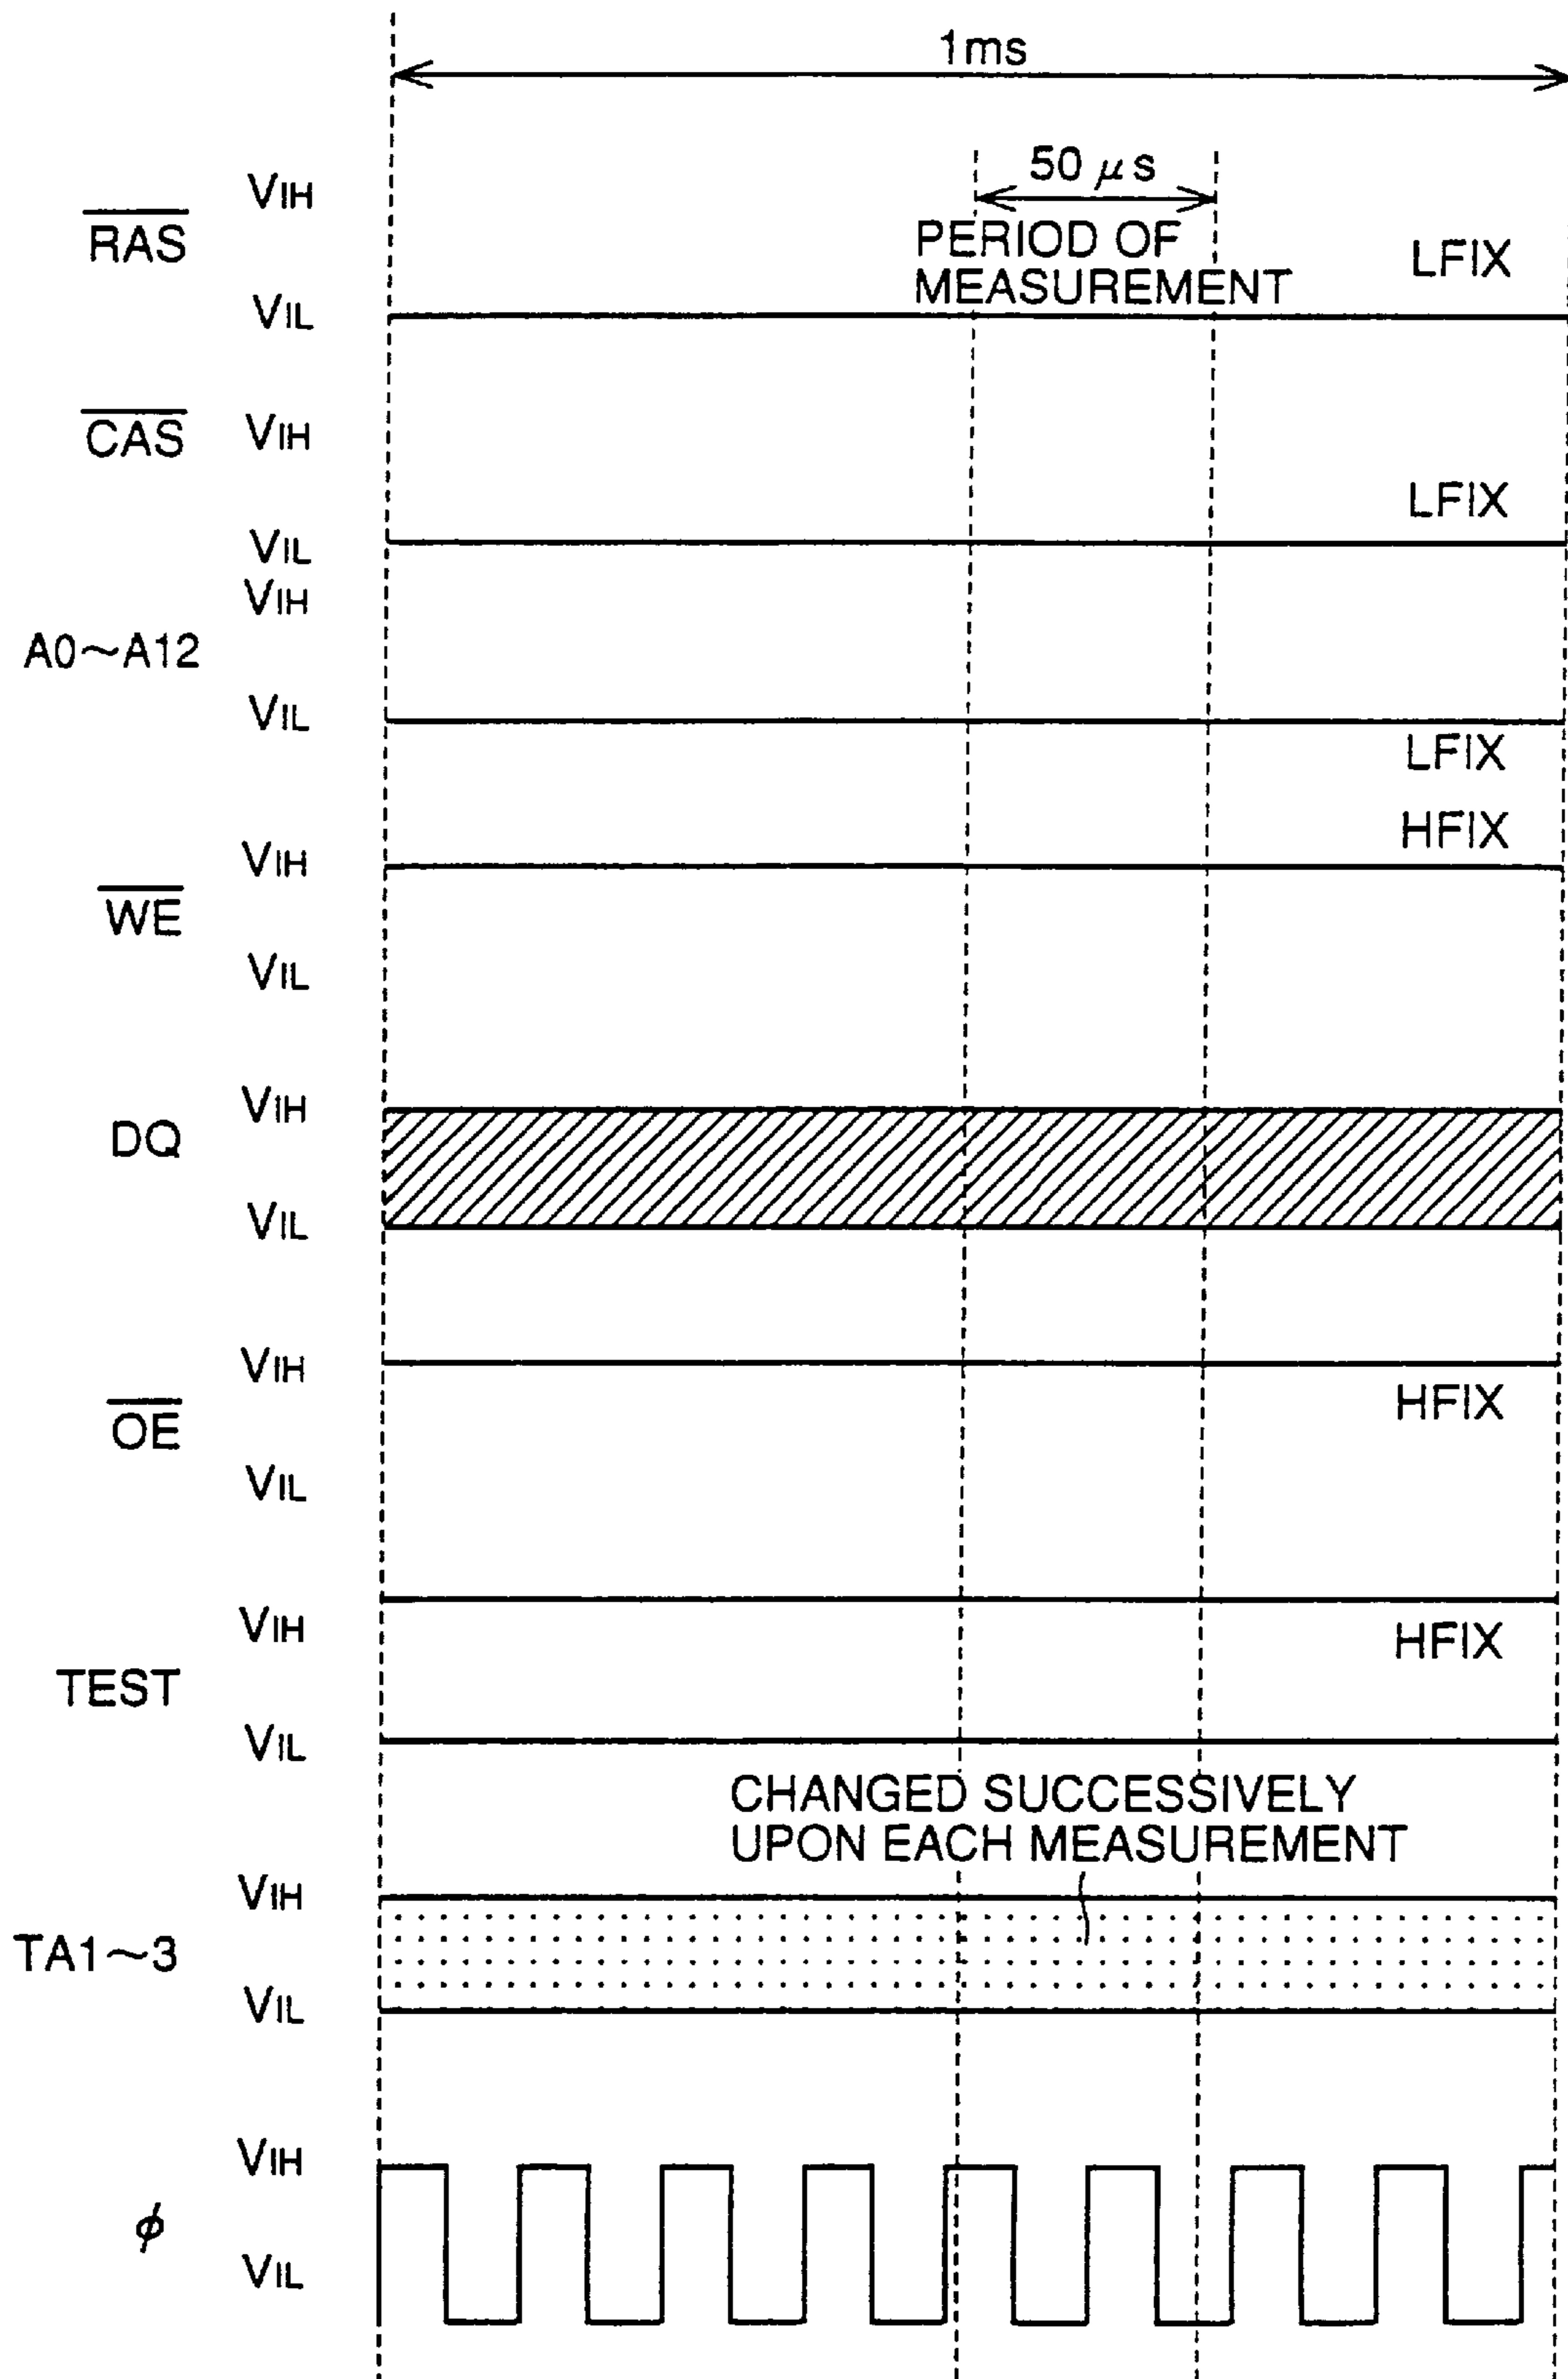 1ms
50 μs
PERIOD OF
MEASUREMENT
RAS
VIH
VIL
LFIX
CAS
VIH
VIL
LFIX
A0~A12
VIH
VIL
LFIX
WE
VIH
VIL
HFIX
DQ
VIH
VIL
OE
VIH
VIL
HFIX
TEST
VIH
VIL
HFIX
CHANGED SUCCESSIVELY
UPON EACH MEASUREMENT
TA1~3
VIH
VIL
ϕ
VIH
VIL